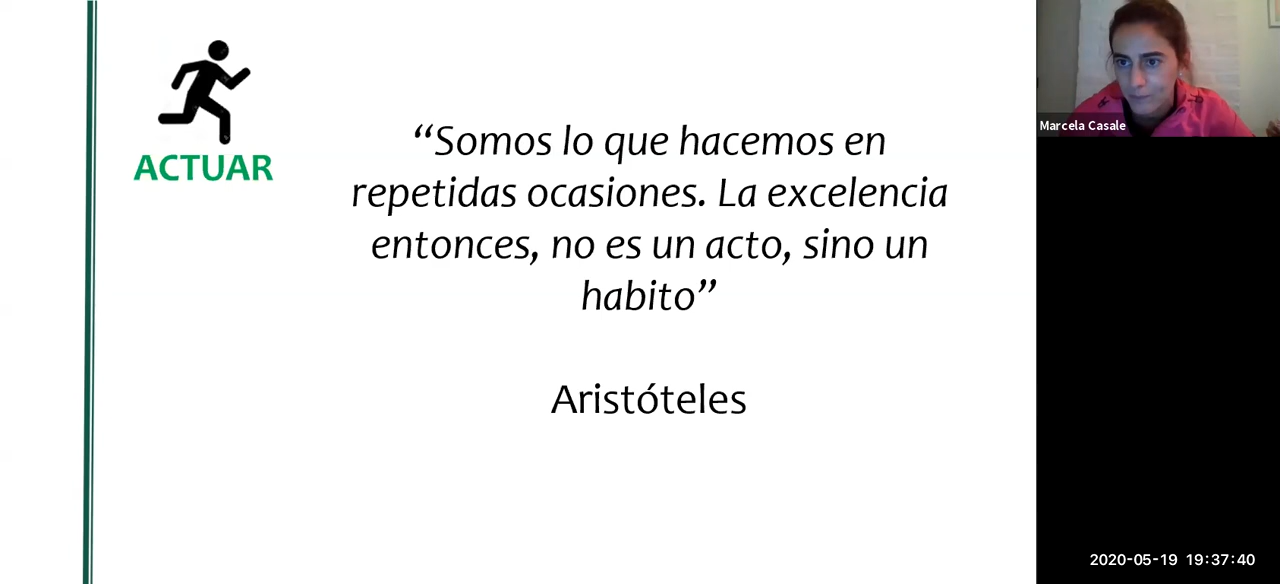 ACTUAR
“Somos lo que hacemos en
repetidas ocasiones. La excelencia
entonces, no es un acto, sino un
habito”
Aristóteles
Marcela Casale
2020-05-19 19:37:40